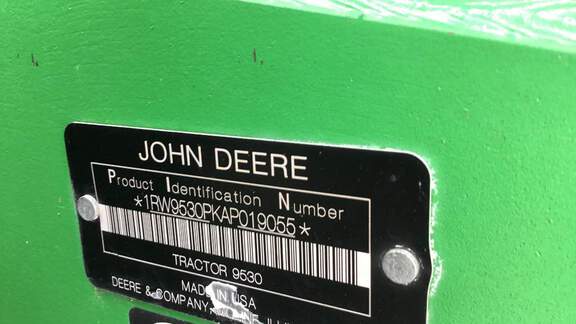 JOHN DEERE
Product Identification Number
*1RW9530PKAP019055*
TRACTOR 9530
MADE IN USA
DEERE & COMPANY